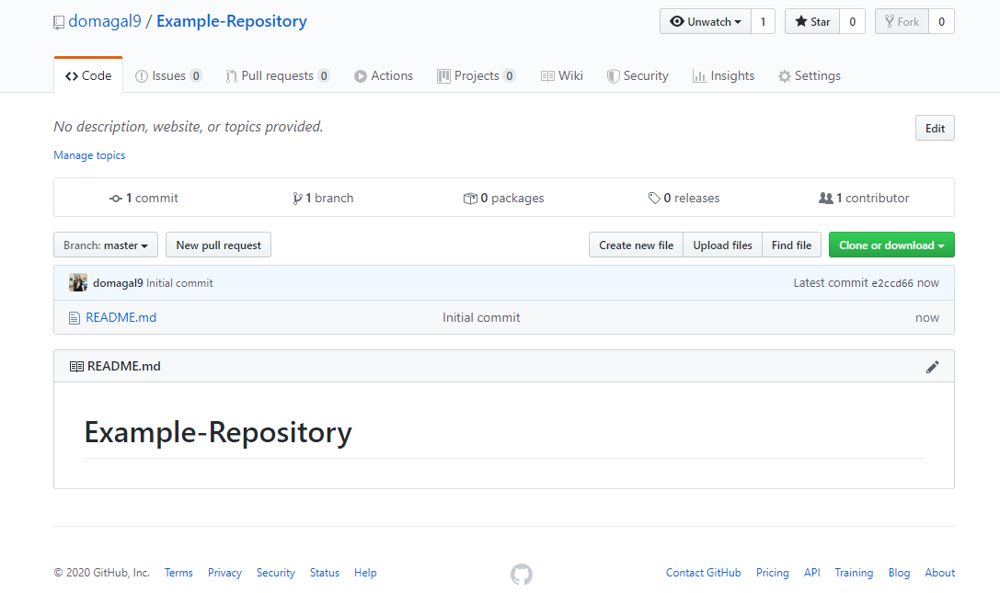 domagal9 / Example-Repository Unwatch 1 Star 0 Fork 0
Code Issues 0 Pull requests 0 Actions Projects 0 Wiki Security Insights Settings
No description, website, or topics provided. Edit
Manage topics
1 commit 1 branch 0 packages 0 releases 1 contributor
Branch: master New pull request Create new file Upload files Find file Clone or download
domagal9 Initial commit Latest commit e2ccd66 now
README.md Initial commit now
README.md
Example-Repository
© 2020 GitHub, Inc. Terms Privacy Security Status Help Contact GitHub Pricing API Training Blog About